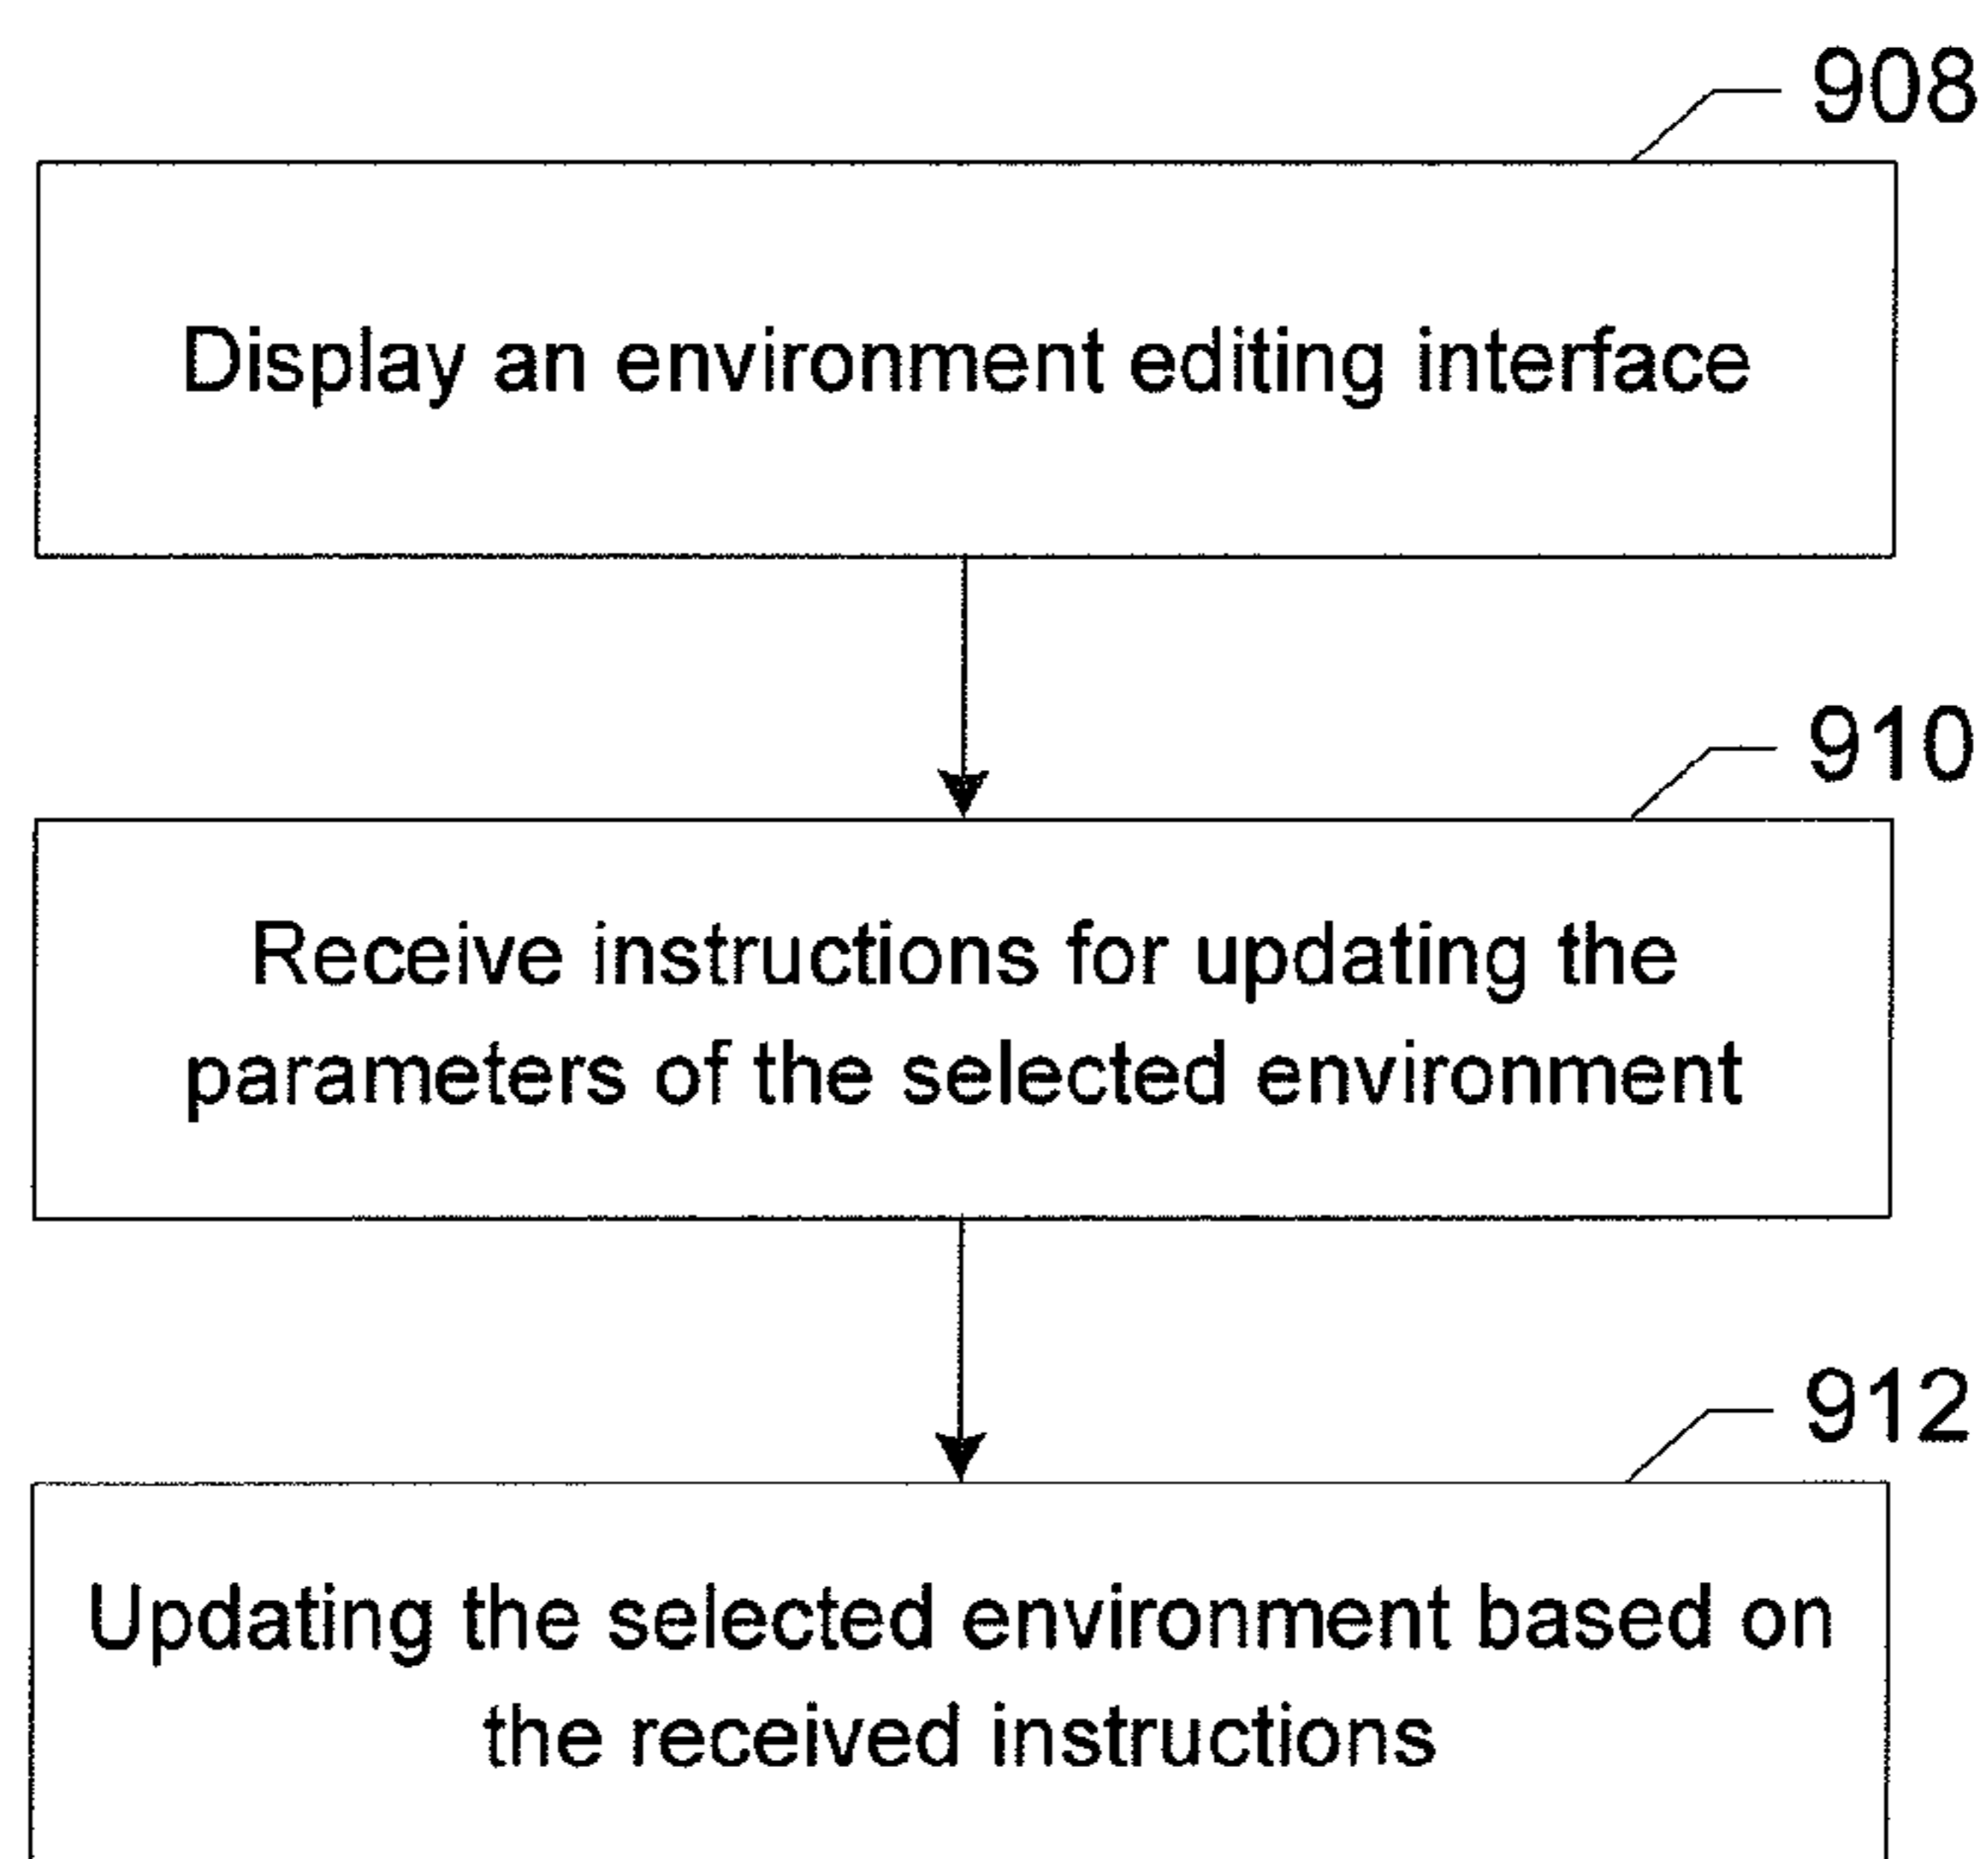 908
Display an environment editing interface
910
Receive instructions for updating the
parameters of the selected environment
912
Updating the selected environment based on
the received instructions